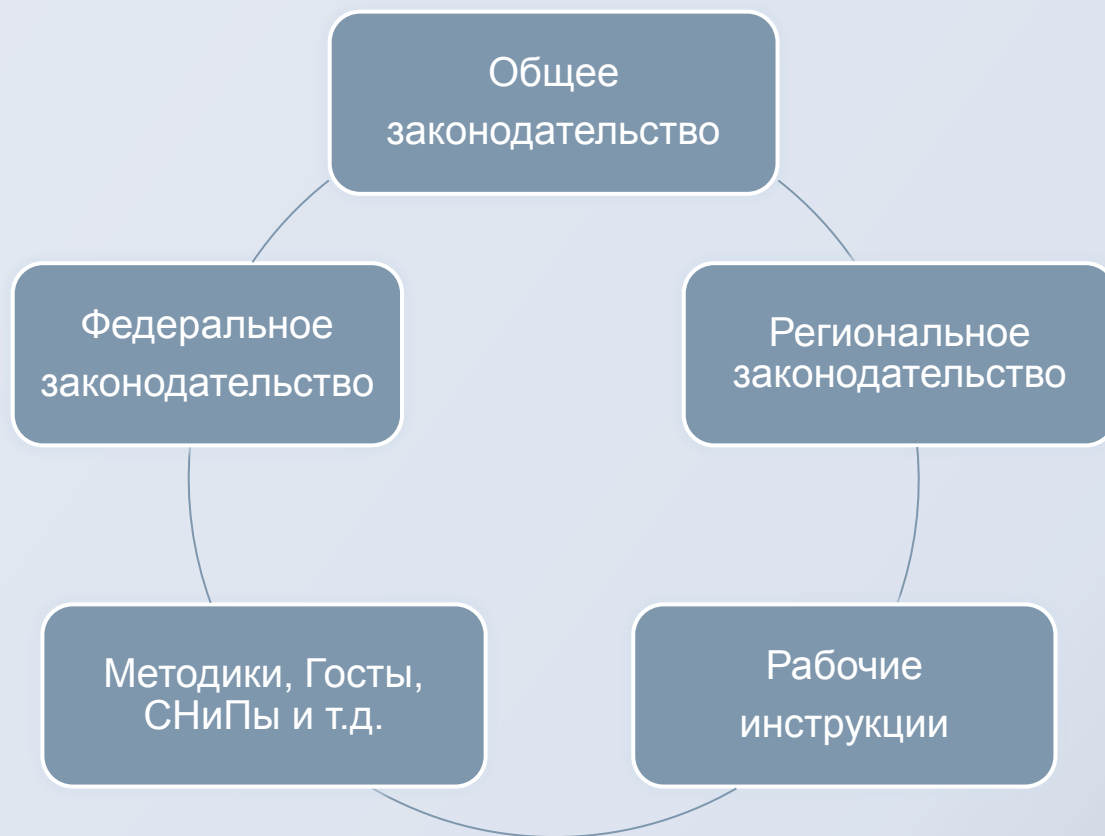 Общее
законодательство
Федеральное
законодательство
Региональное
законодательство
Методики, Госты,
СНиПы и т.д.
Рабочие
инструкции